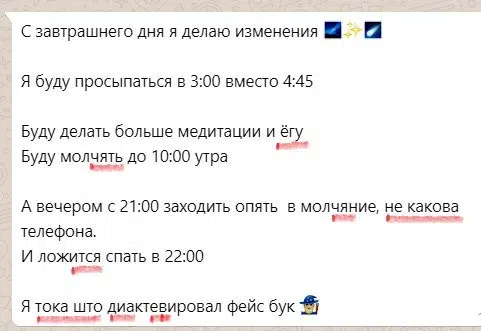 С завтрашнего дня я делаю изменения 🌌✨☄️
Я буду просыпаться в 3:00 вместо 4:45
Буду делать больше медитации и ёгу
Буду молчять до 10:00 утра
А вечером с 21:00 заходить опять в молчяние, не какова
телефона.
И ложится спать в 22:00
Я тока што диактевировал фейс бук 🧙‍♂️